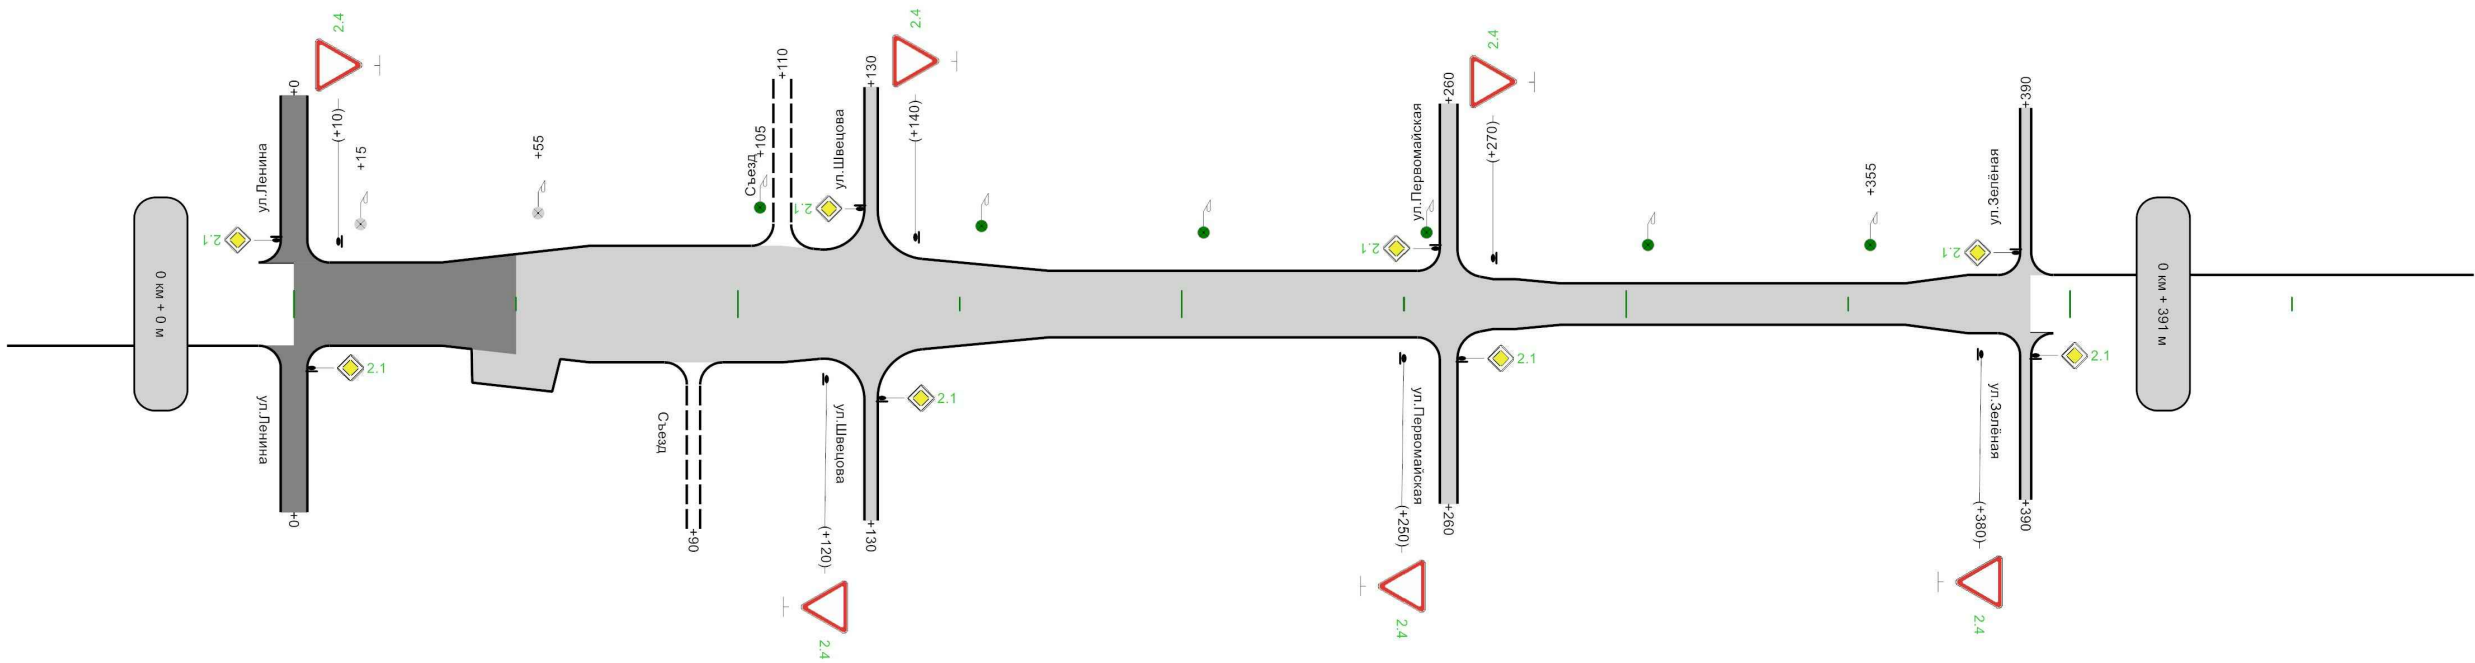 2.4
2.4
2.4
+0
(+10)
+15
+55
+110
+105
Съезд
+130
(+140)
+260
(+270)
+355
+390
ул.Ленина
ул.Швецова
ул.Первомайская
ул.Зелёная
2.1
2.1
2.1
2.1
0 км + 0 м
0 км + 391 м
2.1
2.1
2.1
2.1
ул.Ленина
Съезд
ул.Швецова
ул.Первомайская
ул.Зелёная
+0
+90
(+120)
+130
(+250)
+260
(+380)
+390
2.4
2.4
2.4